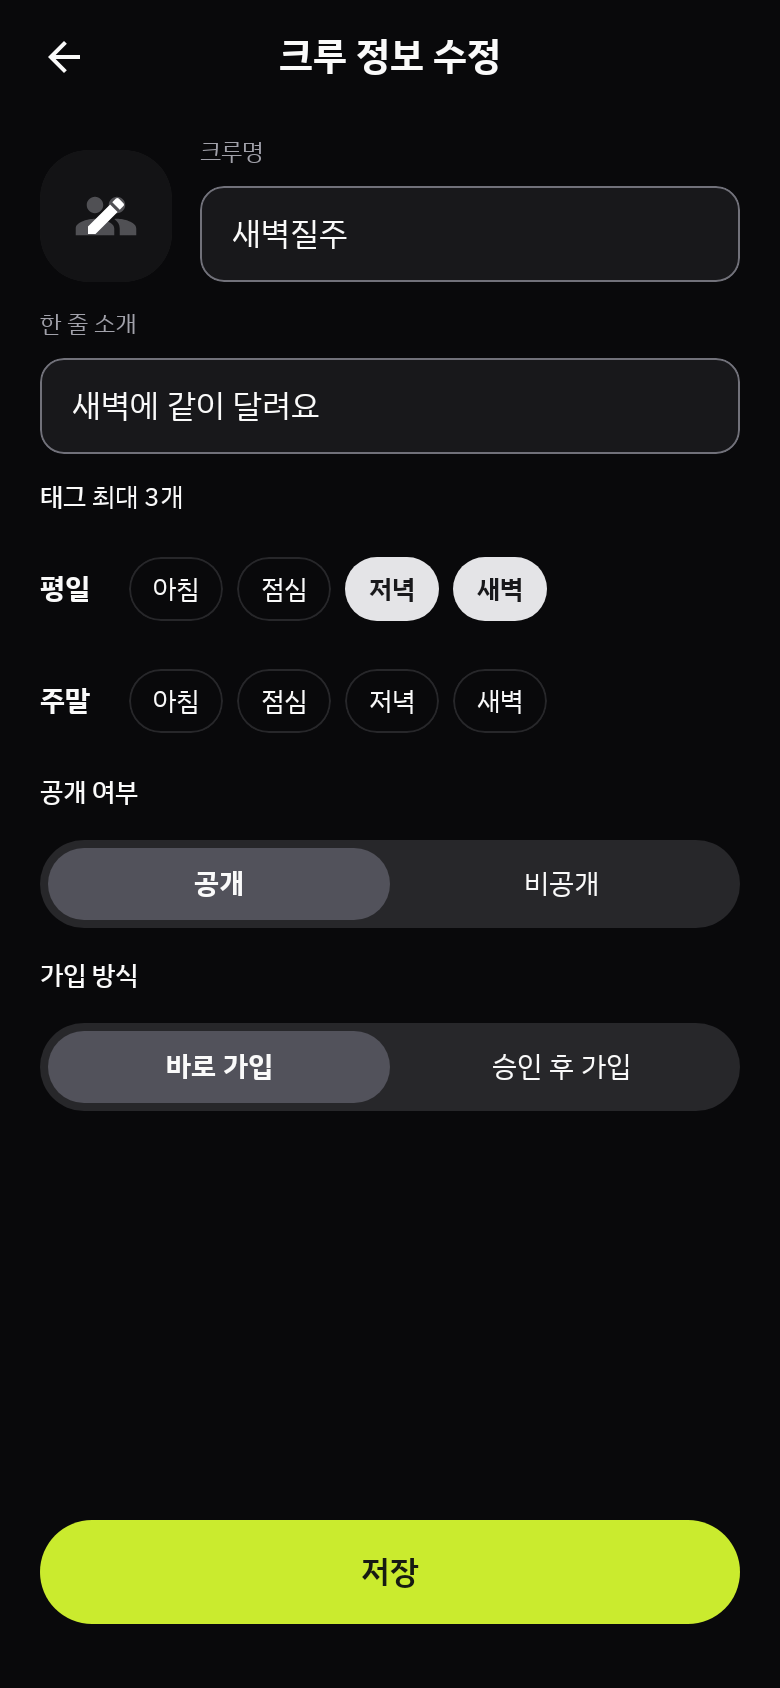 크루 정보 수정
크루명
새벽질주
한 줄 소개
새벽에 같이 달려요
태그 최대 3개
평일 아침 점심 저녁 새벽
주말 아침 점심 저녁 새벽
공개 여부
공개 비공개
가입 방식
바로 가입 승인 후 가입
저장